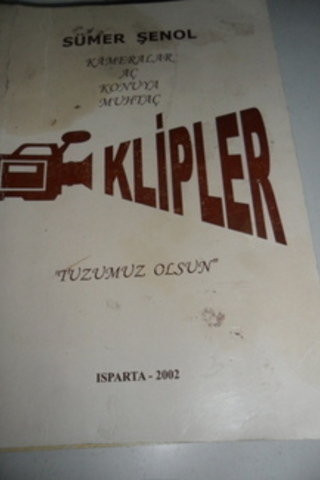 SÜMER ŞENOL
KAMERALAR
AÇ
KONUYA
MUHTAÇ
KLİPLER
"TUZUMUZ OLSUN"
ISPARTA - 2002